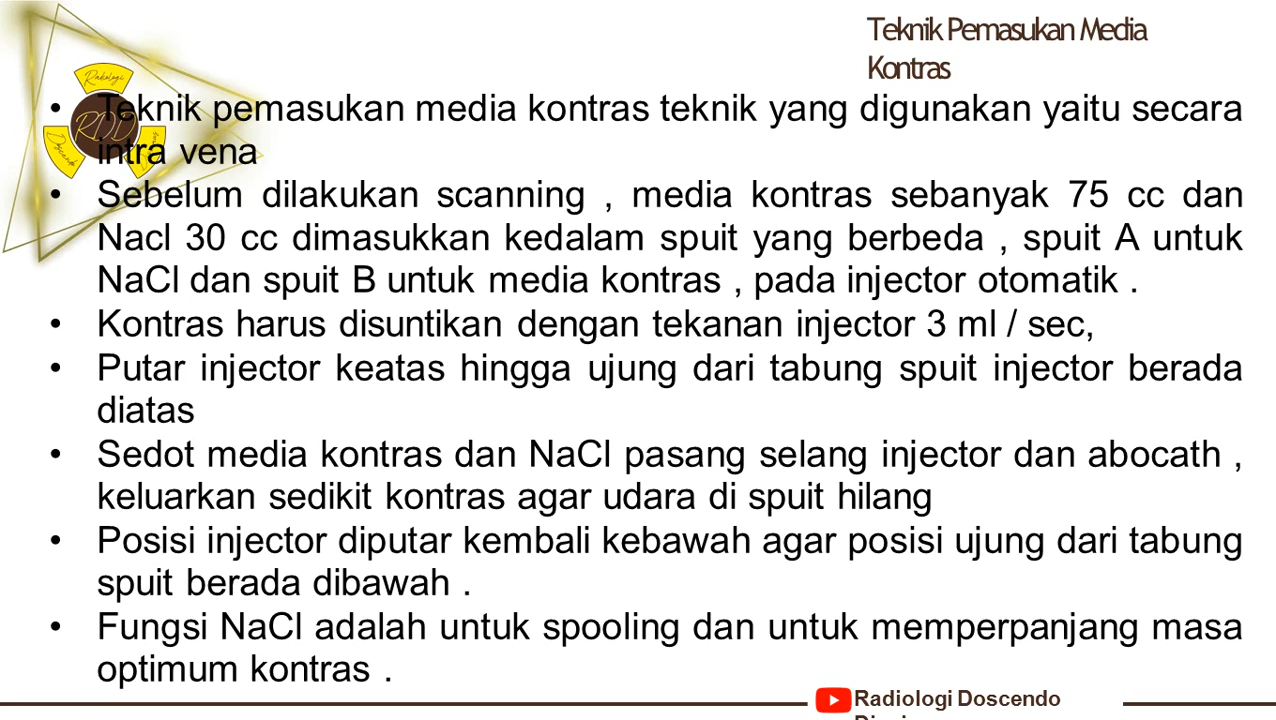 Teknik Pemasukan Media
Kontras
Radiologi
RDD
Doscendo
• Teknik pemasukan media kontras teknik yang digunakan yaitu secara
intra vena
• Sebelum dilakukan scanning , media kontras sebanyak 75 cc dan
Nacl 30 cc dimasukkan kedalam spuit yang berbeda , spuit A untuk
NaCl dan spuit B untuk media kontras , pada injector otomatik .
• Kontras harus disuntikan dengan tekanan injector 3 ml / sec,
• Putar injector keatas hingga ujung dari tabung spuit injector berada
diatas
• Sedot media kontras dan NaCl pasang selang injector dan abocath ,
keluarkan sedikit kontras agar udara di spuit hilang
• Posisi injector diputar kembali kebawah agar posisi ujung dari tabung
spuit berada dibawah .
• Fungsi NaCl adalah untuk spooling dan untuk memperpanjang masa
optimum kontras .
Radiologi Doscendo